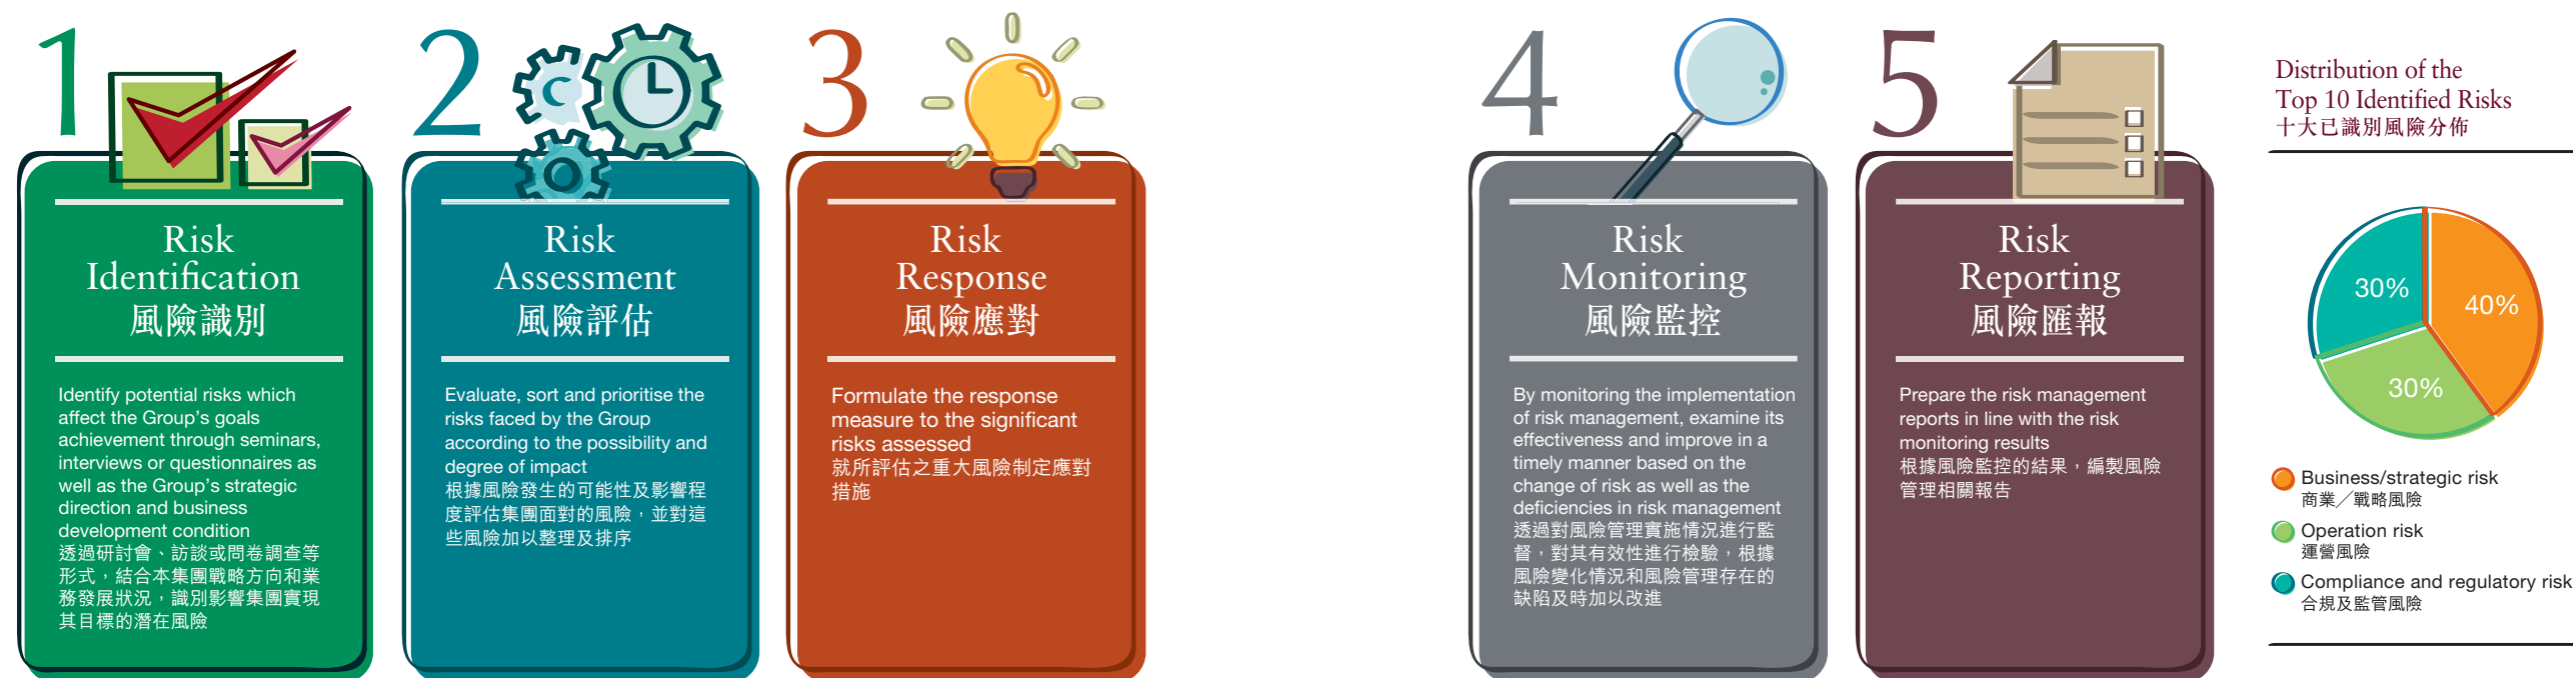 1
Risk
Identification
風險識別
Identify potential risks which
affect the Group's goals
achievement through seminars,
interviews or questionnaires as
well as the Group's strategic
direction and business
development condition
透過研討會、訪談或問卷調查等
形式，結合本集團戰略方向和業
務發展狀況，識別影響集團實現
其目標的潛在風險
2
Risk
Assessment
風險評估
Evaluate, sort and prioritise the
risks faced by the Group
according to the possibility and
degree of impact
根據風險發生的可能性及影響程
度評估集團面對的風險，並對這
些風險加以整理及排序
3
Risk
Response
風險應對
Formulate the response
measure to the significant
risks assessed
就所評估之重大風險制定應對
措施
4
Risk
Monitoring
風險監控
By monitoring the implementation
of risk management, examine its
effectiveness and improve in a
timely manner based on the
change of risk as well as the
deficiencies in risk management
透過對風險管理實施情況進行監
督，對其有效性進行檢驗，根據
風險變化情況和風險管理存在的
缺陷及時加以改進
5
Risk
Reporting
風險匯報
Prepare the risk management
reports in line with the risk
monitoring results
根據風險監控的結果，編製風險
管理相關報告
Distribution of the
Top 10 Identified Risks
十大已識別風險分佈
30%
40%
30%
Business/strategic risk
商業／戰略風險
Operation risk
運營風險
Compliance and regulatory risk
合規及監管風險